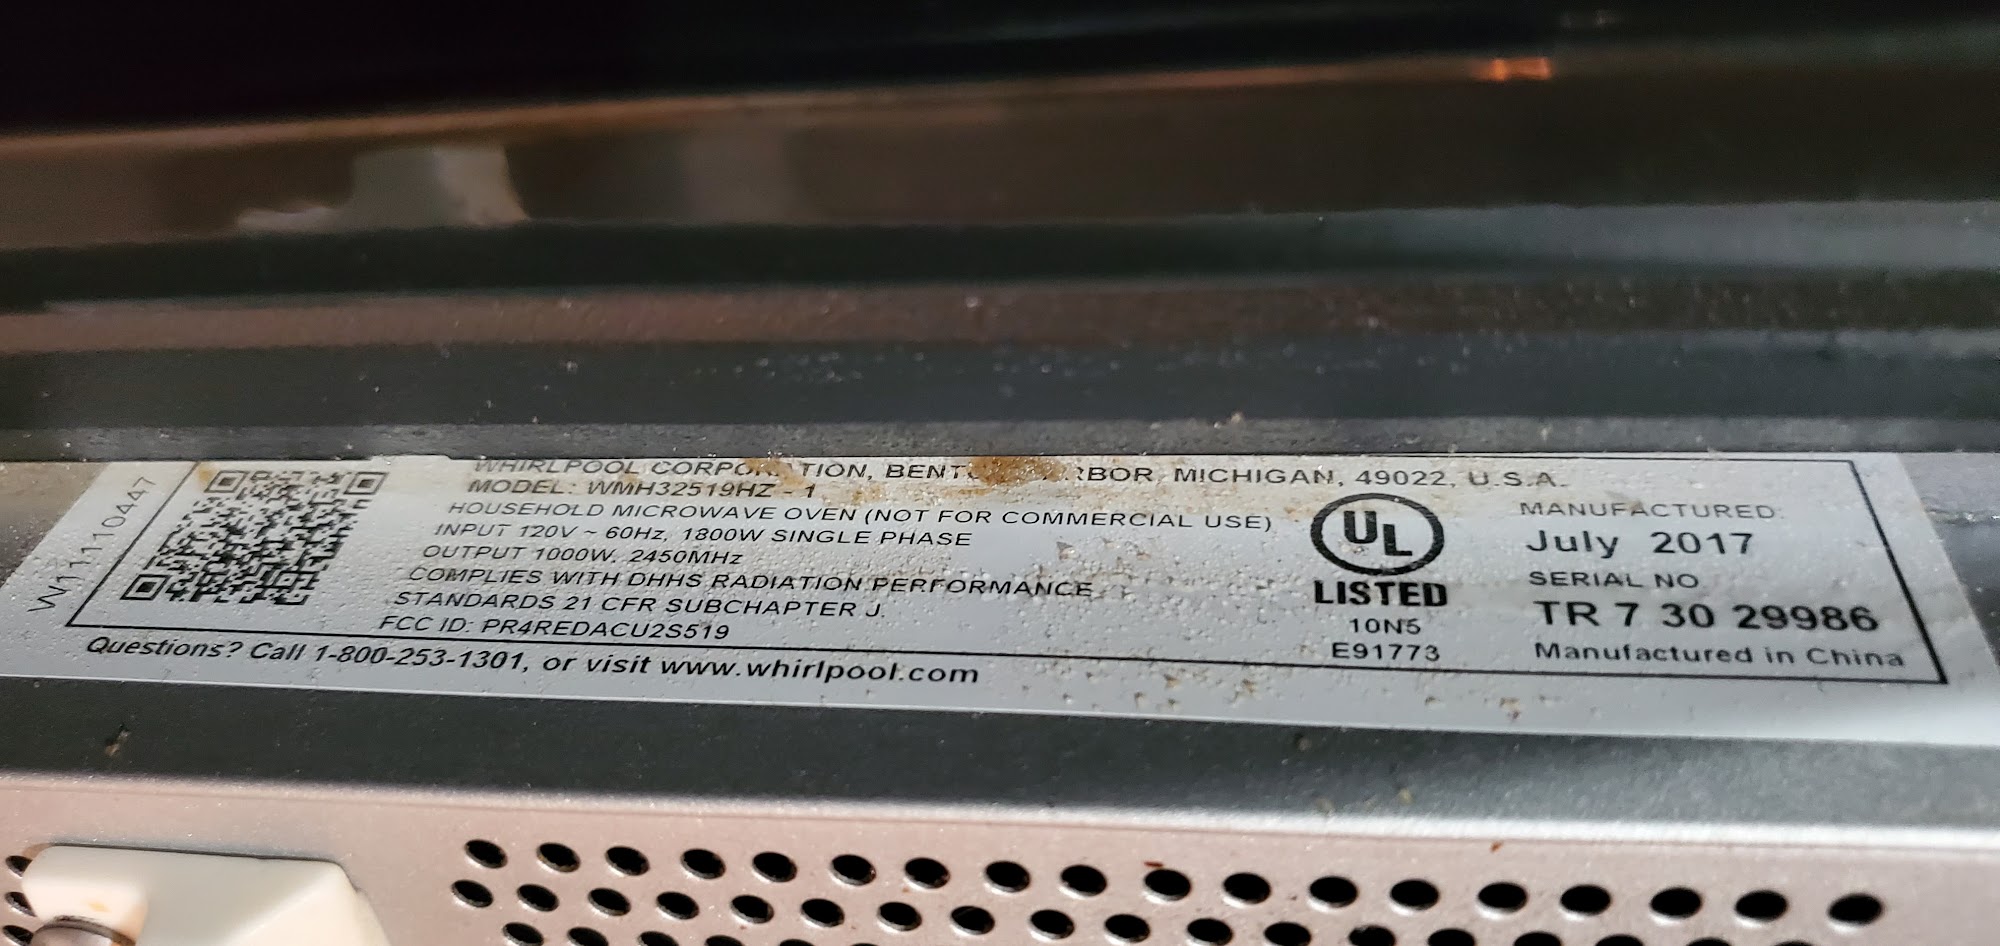 W11110447
WHIRLPOOL TION, MICHIGAN, 49022, U.S.A.
MODEL: WMH32519HZ - 1
HOUSEHOLD MICROWAVE OVEN (NOT FOR COMMERCIAL USE)
INPUT 120V ~ 60Hz, 1800W SINGLE PHASE
OUTPUT 1000W. 2450MHz
COMPLIES WITH DHHS RADIATION PERFORMANCE
STANDARDS 21 CFR SUBCHAPTER J.
FCC ID: PR4REDACU2S519
UL
LISTED
10N5
E91773
MANUFACTURED:
July 2017
SERIAL NO
TR 7 30 29986
Manufactured in China
Questions? Call 1-800-253-1301, or visit www.whirlpool.com